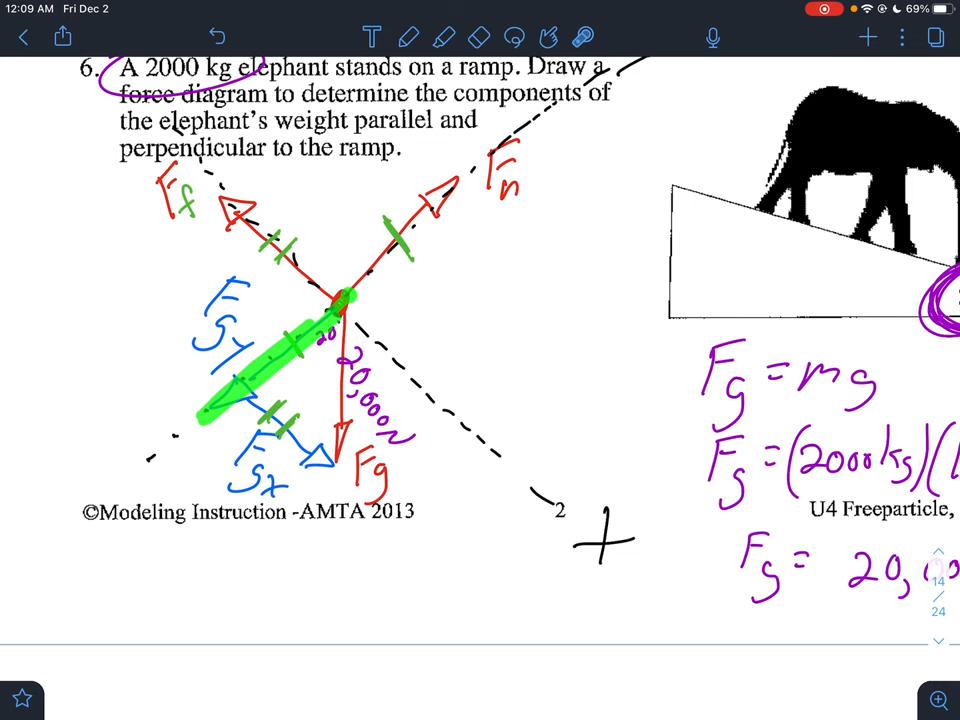 12:09 AM Fri Dec 2
69%
6. A 2000 kg elephant stands on a ramp. Draw a
force diagram to determine the components of
the elephant's weight parallel and
perpendicular to the ramp.
Ff
Fn
Fgy
20°
20,000N
Fgx
Fg
Fg = mg
Fg = (2000kg)(
Fg = 20,
©Modeling Instruction -AMTA 2013
2
U4 Freeparticle,
+
14
/
24